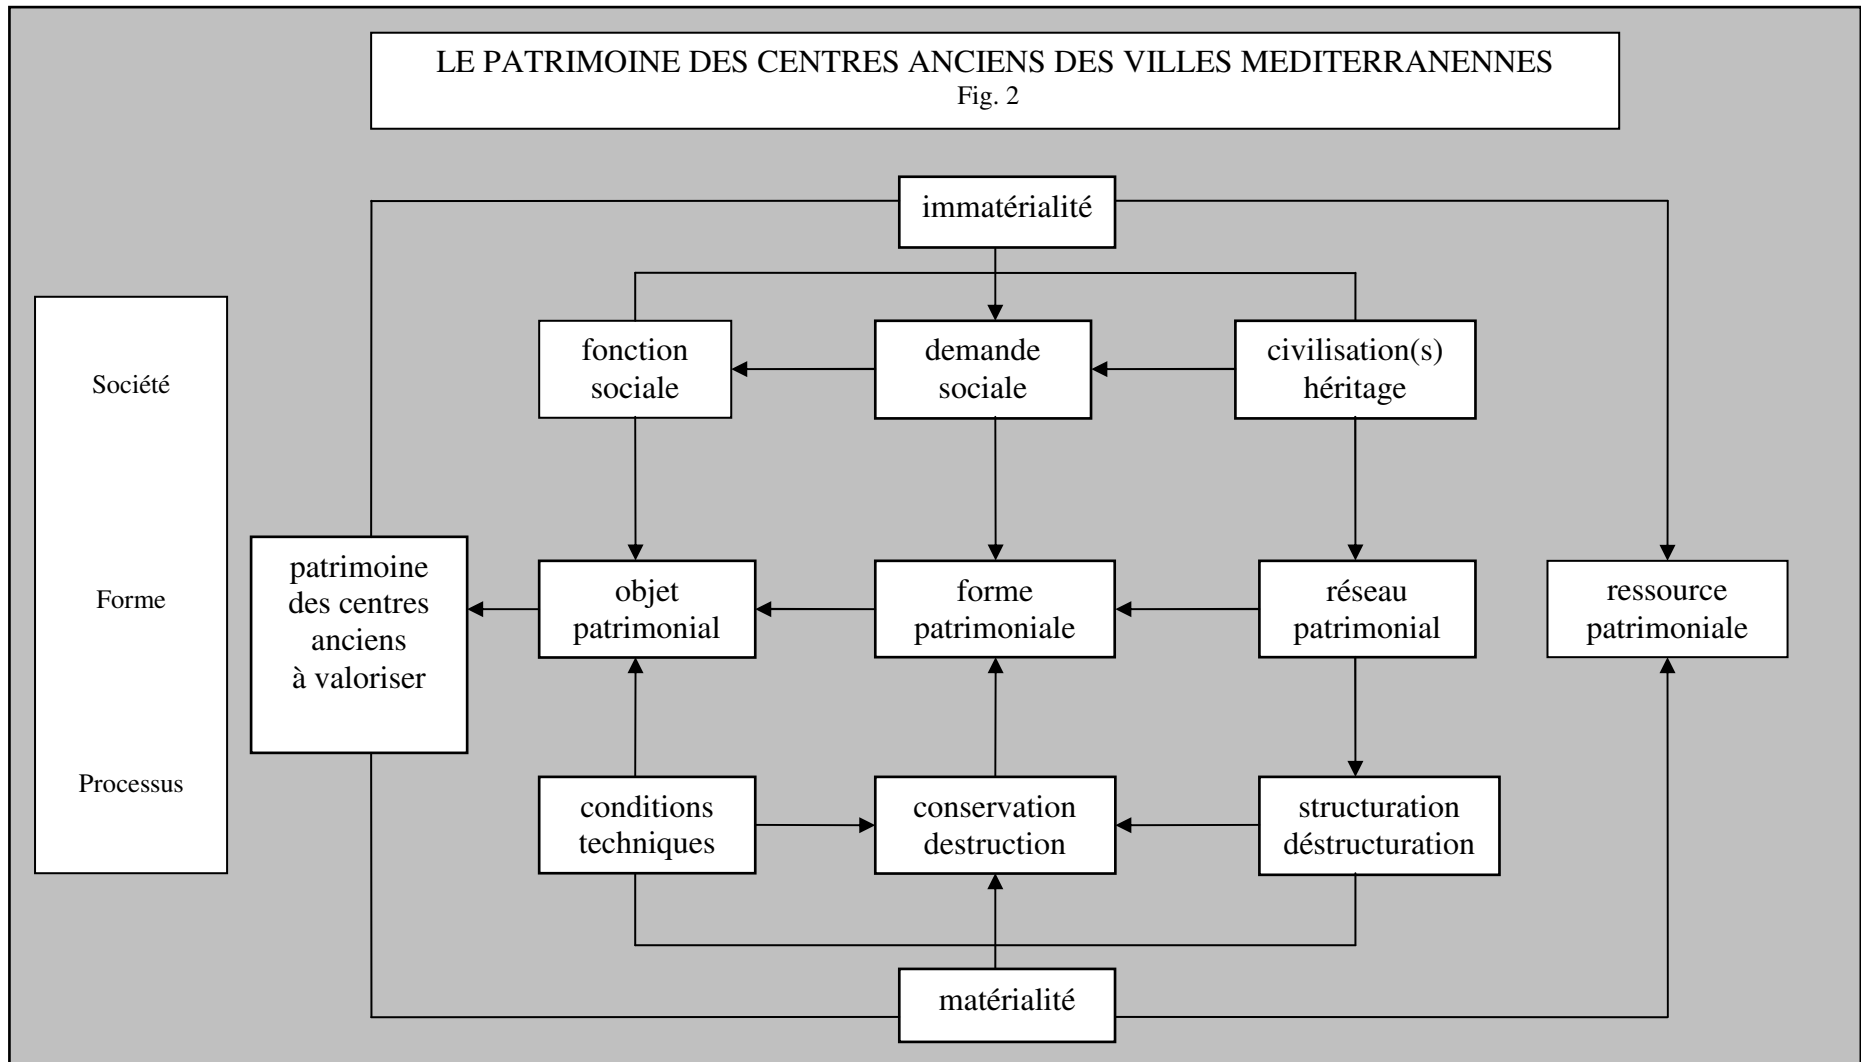 LE PATRIMOINE DES CENTRES ANCIENS DES VILLES MEDITERRANENNES
Fig. 2
immatérialité
Société
fonction
sociale
demande
sociale
civilisation(s)
héritage
Forme
patrimoine
des centres
anciens
à valoriser
objet
patrimonial
forme
patrimoniale
réseau
patrimonial
ressource
patrimoniale
Processus
conditions
techniques
conservation
destruction
structuration
déstructuration
matérialité